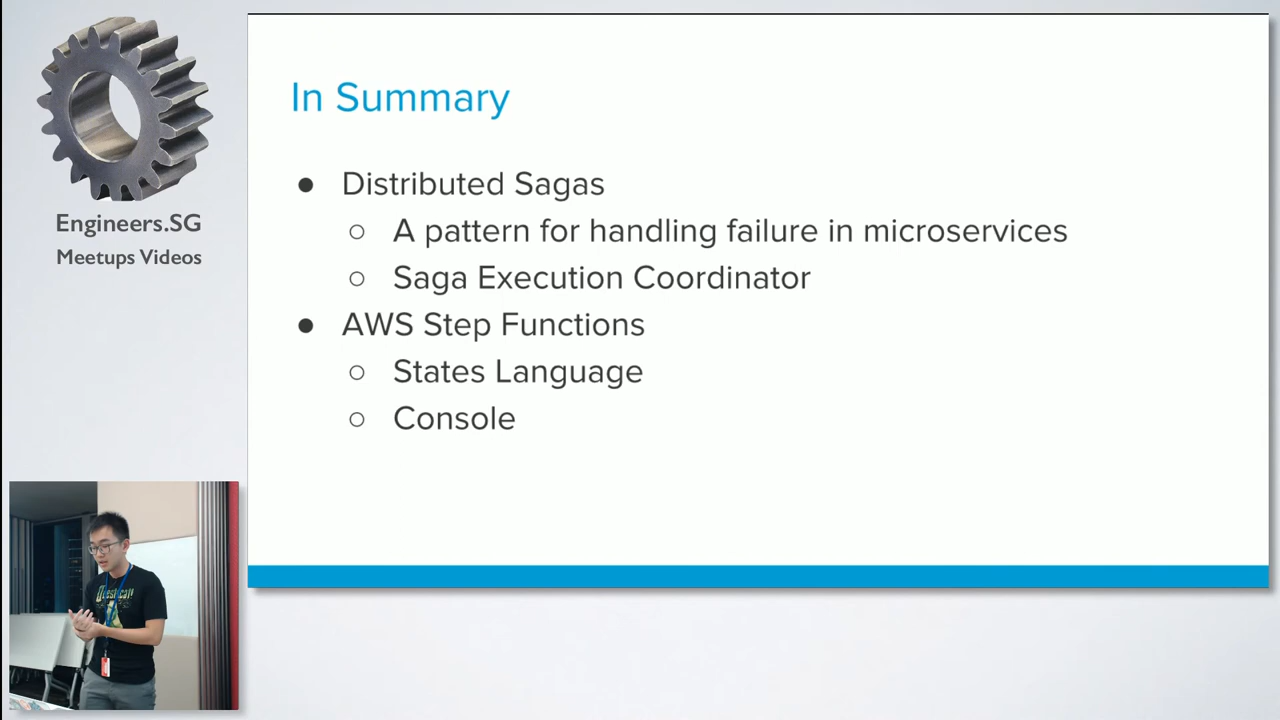 Engineers.SG
Meetups Videos
In Summary
● Distributed Sagas
○ A pattern for handling failure in microservices
○ Saga Execution Coordinator
● AWS Step Functions
○ States Language
○ Console